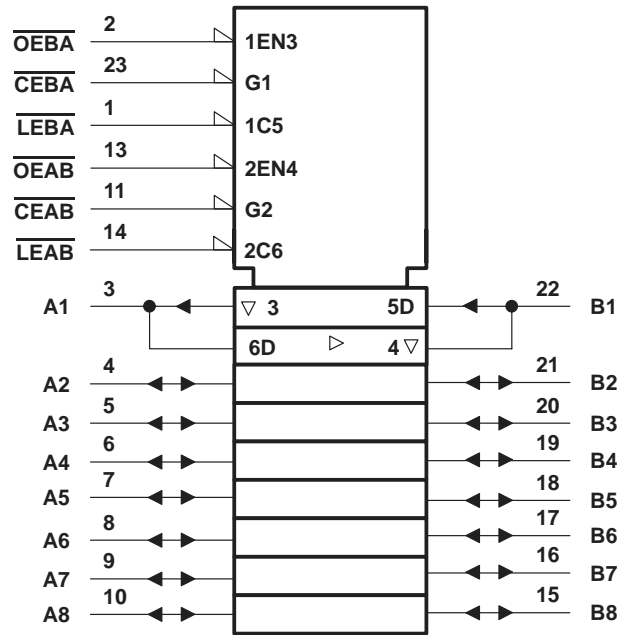 OEBA 2 1EN3
CEBA 23 G1
LEBA 1 1C5
OEAB 13 2EN4
CEAB 11 G2
LEAB 14 2C6
A1 3 ▽ 3 5D 22 B1
6D ▷ 4 ▽
A2 4 21 B2
A3 5 20 B3
A4 6 19 B4
A5 7 18 B5
A6 8 17 B6
A7 9 16 B7
A8 10 15 B8